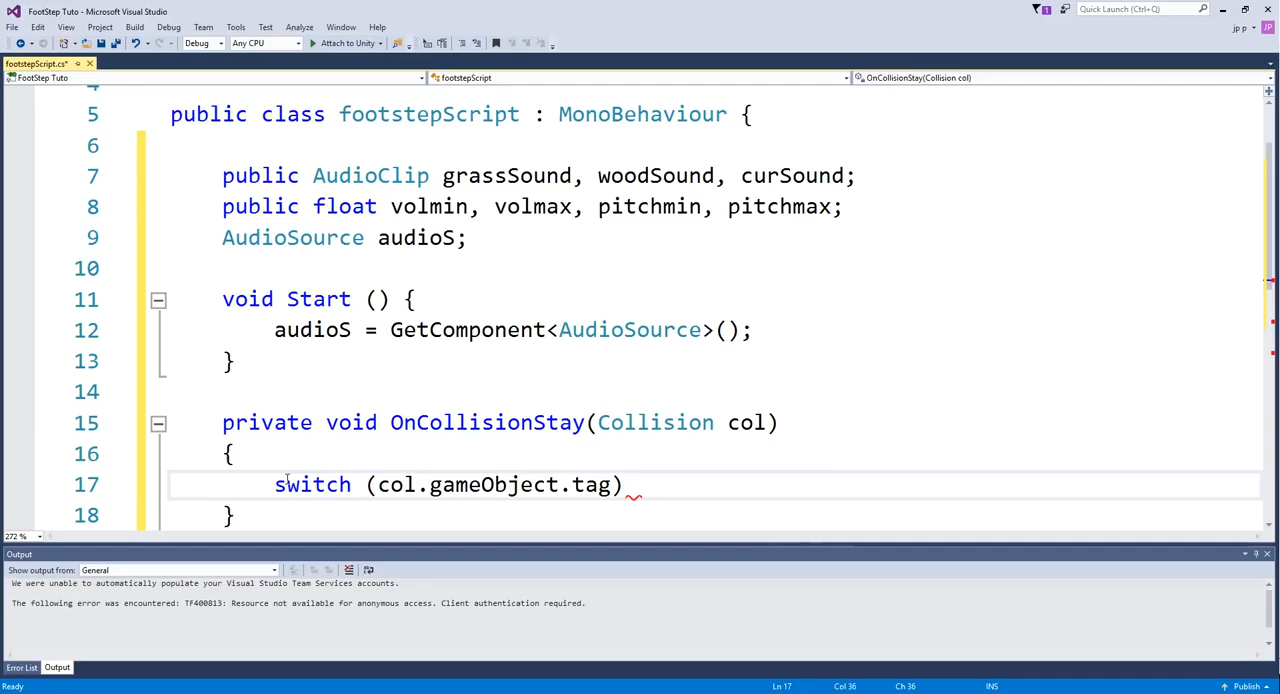 FootStep Tuto - Microsoft Visual Studio
1
Quick Launch (Ctrl+Q)
File Edit View Project Build Debug Team Tools Test Analyze Window Help
jp p JP
Debug Any CPU Attach to Unity
footstepScript.cs*
FootStep Tuto footstepScript OnCollisionStay(Collision col)
4
5 public class footstepScript : MonoBehaviour {
6
7 public AudioClip grassSound, woodSound, curSound;
8 public float volmin, volmax, pitchmin, pitchmax;
9 AudioSource audioS;
10
11 void Start () {
12 audioS = GetComponent<AudioSource>();
13 }
14
15 private void OnCollisionStay(Collision col)
16 {
17 switch (col.gameObject.tag)
18 }
272 %
Output
Show output from: General
We were unable to automatically populate your Visual Studio Team Services accounts.
The following error was encountered: TF400813: Resource not available for anonymous access. Client authentication required.
Error List Output
Ready Ln 17 Col 36 Ch 36 INS Publish